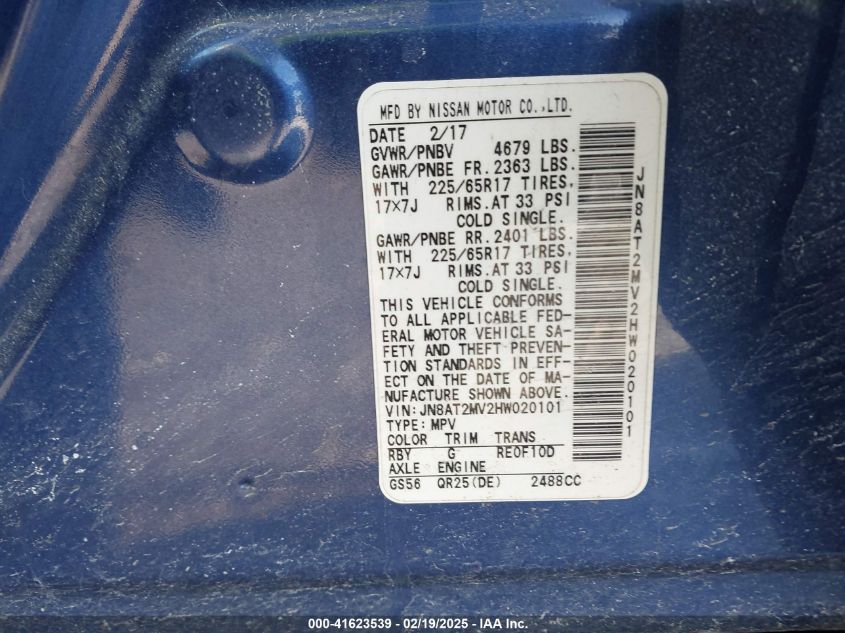 MFD BY NISSAN MOTOR CO.,LTD.
DATE 2/17
GVWR/PNBV 4679 LBS.
GAWR/PNBE FR. 2363 LBS.
WITH 225/65R17 TIRES,
17×7J RIMS.AT 33 PSI
COLD SINGLE.
GAWR/PNBE RR. 2401 LBS.
WITH 225/65R17 TIRES,
17×7J RIMS.AT 33 PSI
COLD SINGLE.
THIS VEHICLE CONFORMS
TO ALL APPLICABLE FED-
ERAL MOTOR VEHICLE SA-
FETY AND THEFT PREVEN-
TION STANDARDS IN EFF-
ECT ON THE DATE OF MA-
NUFACTURE SHOWN ABOVE.
VIN: JN8AT2MV2HW020101
TYPE: MPV
COLOR TRIM TRANS
RBY G RE0F10D
AXLE ENGINE
GS56 QR25(DE) 2488CC
JN8AT2MV2HW020101
000-41623539 - 02/19/2025 - IAA Inc.